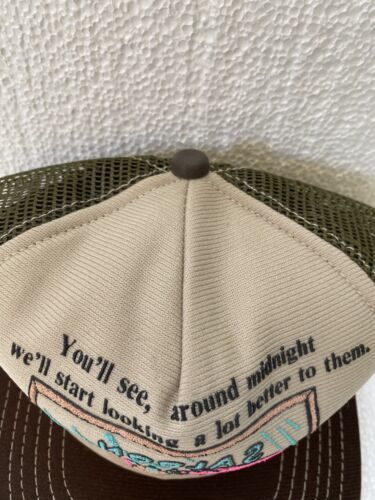 You'll see, around midnight
we'll start looking a lot better to them.